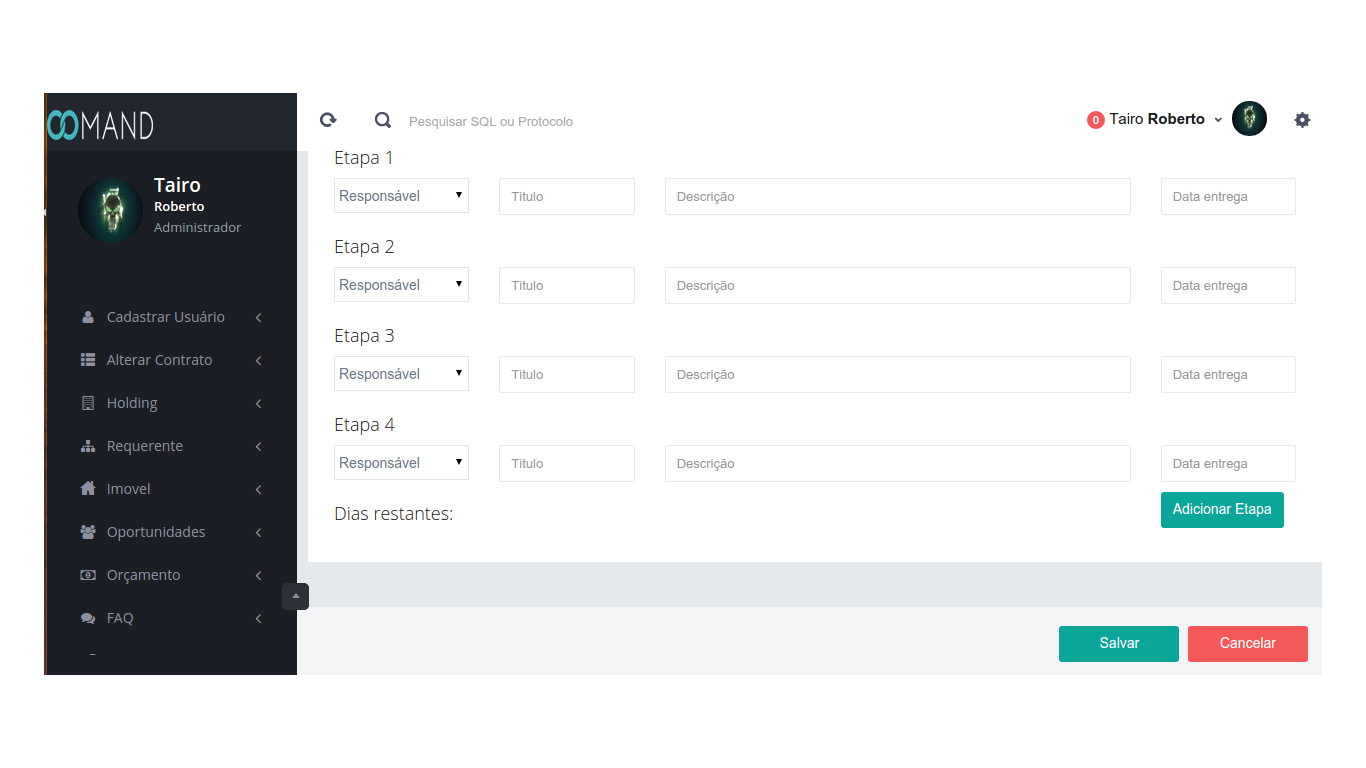 MAND
Pesquisar SQL ou Protocolo
0 Tairo Roberto
Tairo
Roberto
Administrador
Cadastrar Usuário
Alterar Contrato
Holding
Requerente
Imovel
Oportunidades
Orçamento
FAQ
Etapa 1
Responsável Titulo Descrição Data entrega
Etapa 2
Responsável Titulo Descrição Data entrega
Etapa 3
Responsável Titulo Descrição Data entrega
Etapa 4
Responsável Titulo Descrição Data entrega
Dias restantes: Adicionar Etapa
Salvar Cancelar